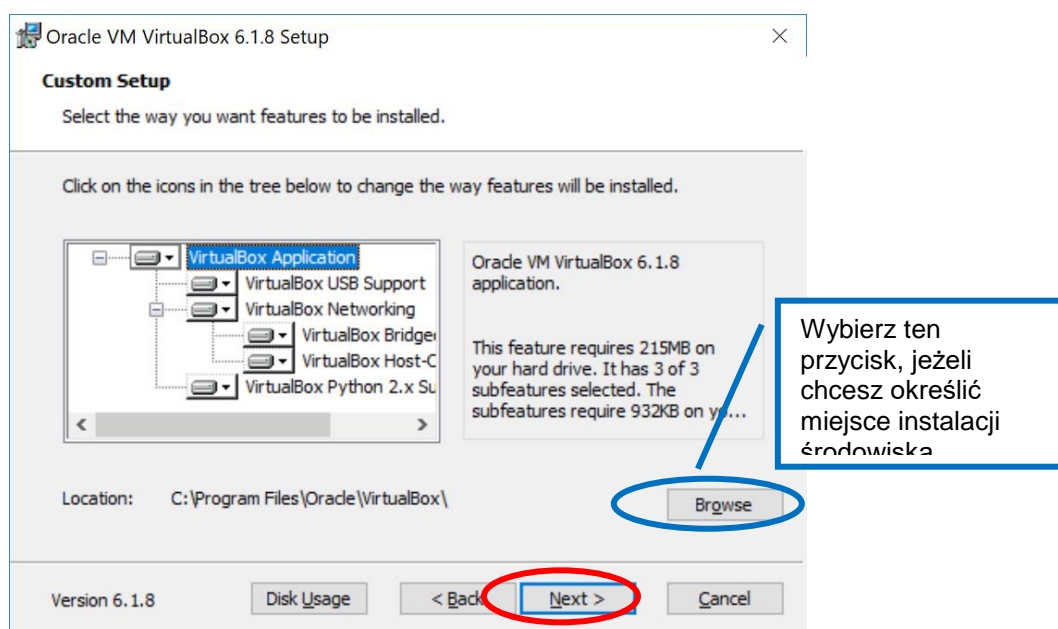 Oracle VM VirtualBox 6.1.8 Setup
Custom Setup
Select the way you want features to be installed.
Click on the icons in the tree below to change the way features will be installed.
VirtualBox Application
VirtualBox USB Support
VirtualBox Networking
VirtualBox Bridge
VirtualBox Host-C
VirtualBox Python 2.x Su
Oracle VM VirtualBox 6.1.8
application.
This feature requires 215MB on
your hard drive. It has 3 of 3
subfeatures selected. The
subfeatures require 932KB on yo...
Wybierz ten
przycisk, jeżeli
chcesz określić
miejsce instalacji
środowiska
Location: C:\Program Files\Oracle\VirtualBox\
Browse
Version 6.1.8
Disk Usage
< Back
Next >
Cancel